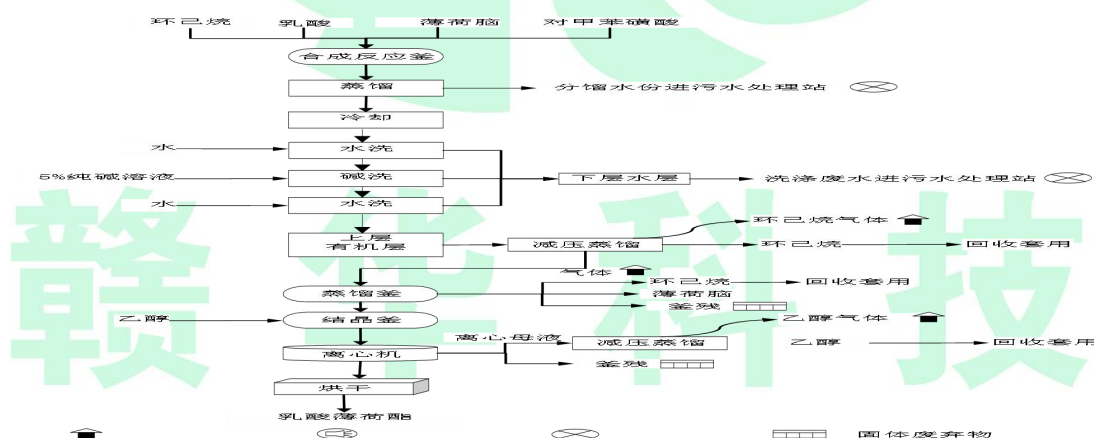 环己烷 乳酸 薄荷脑 对甲苯磺酸
合成反应釜
蒸馏 分馏水份进污水处理站
冷却
水 水洗
5%纯碱溶液 碱洗 下层水层 洗涤废水进污水处理站
水 水洗
环己烷气体
上层
有机层 减压蒸馏 环己烷 回收套用
气体
蒸馏釜 环己烷 回收套用
薄荷脑
釜残
乙醇 结晶釜 乙醇气体
离心母液 减压蒸馏 乙醇 回收套用
离心机
釜残
烘干
乳酸薄荷酯
固体废弃物
赣华科技